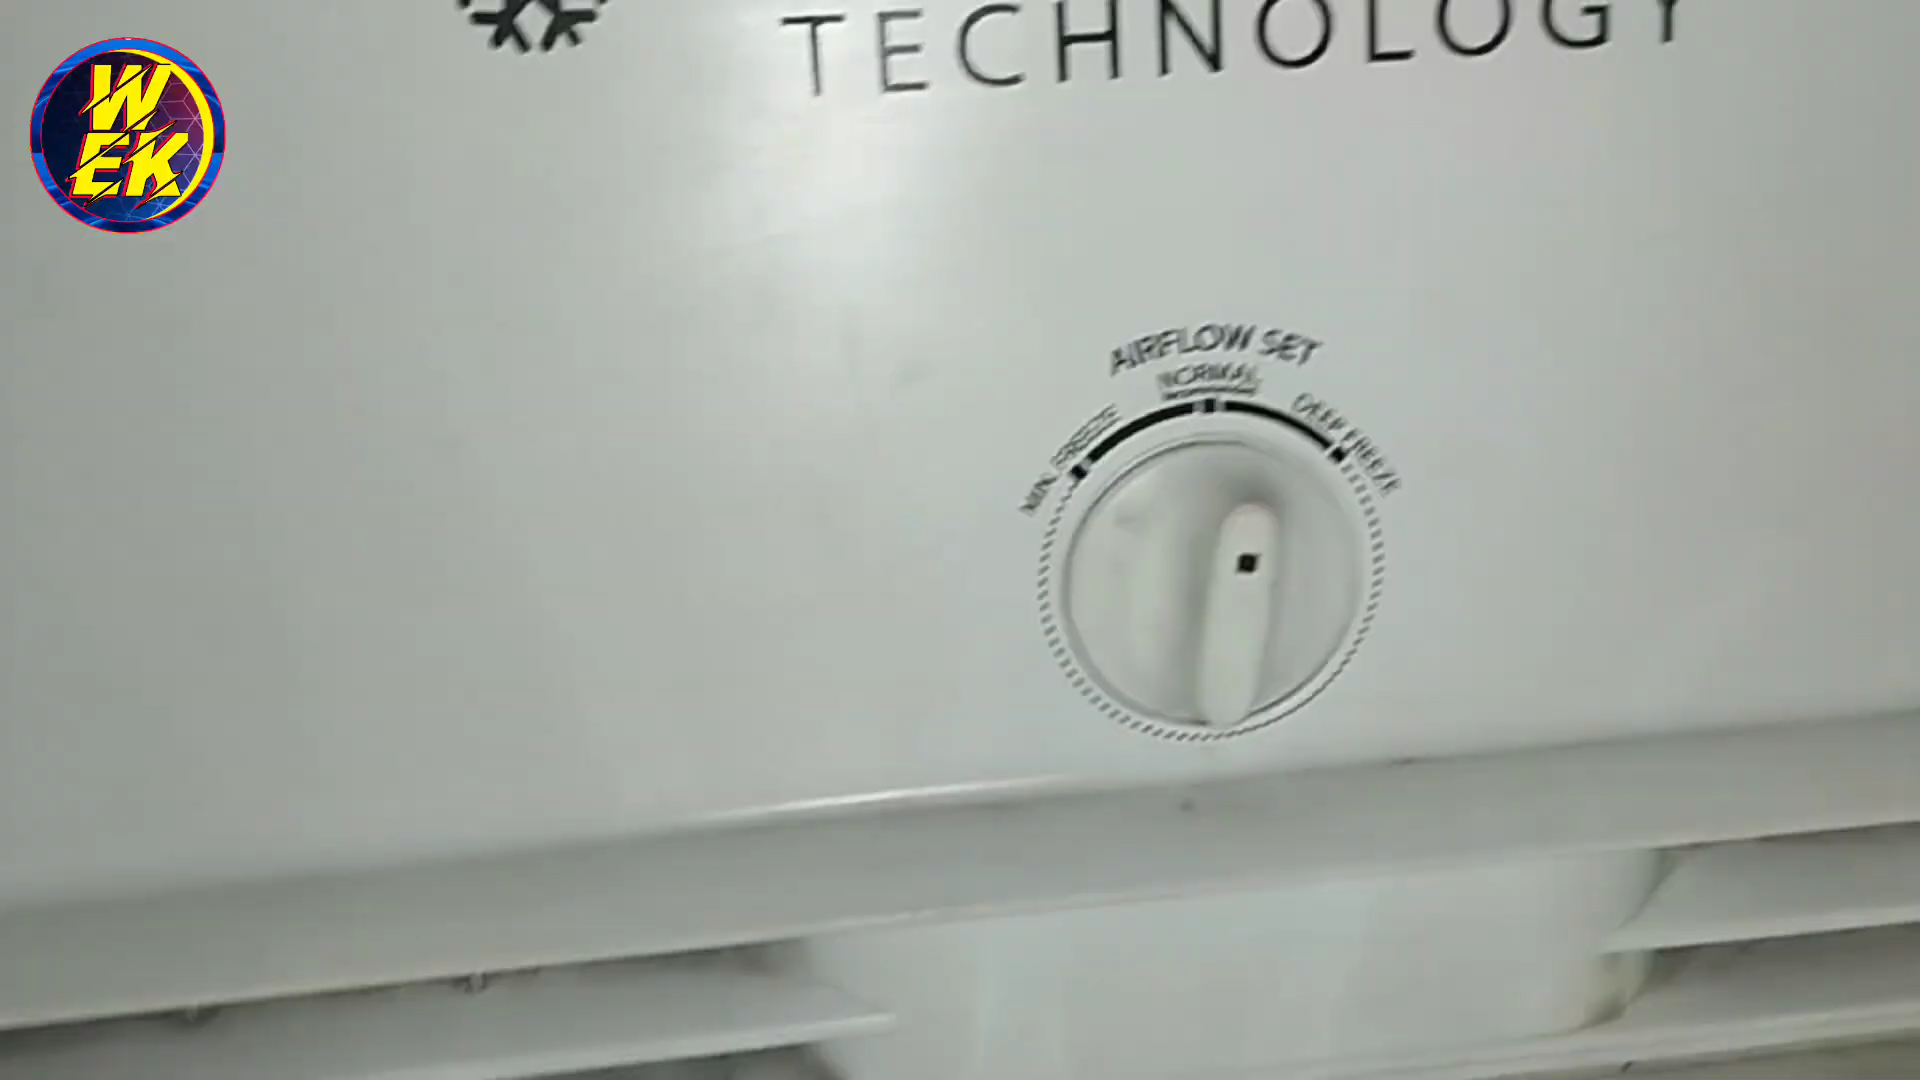 TECHNOLOGY
WEK
AIRFLOW SET
NORMAL
MIN. FREEZE
DEEP FREEZE